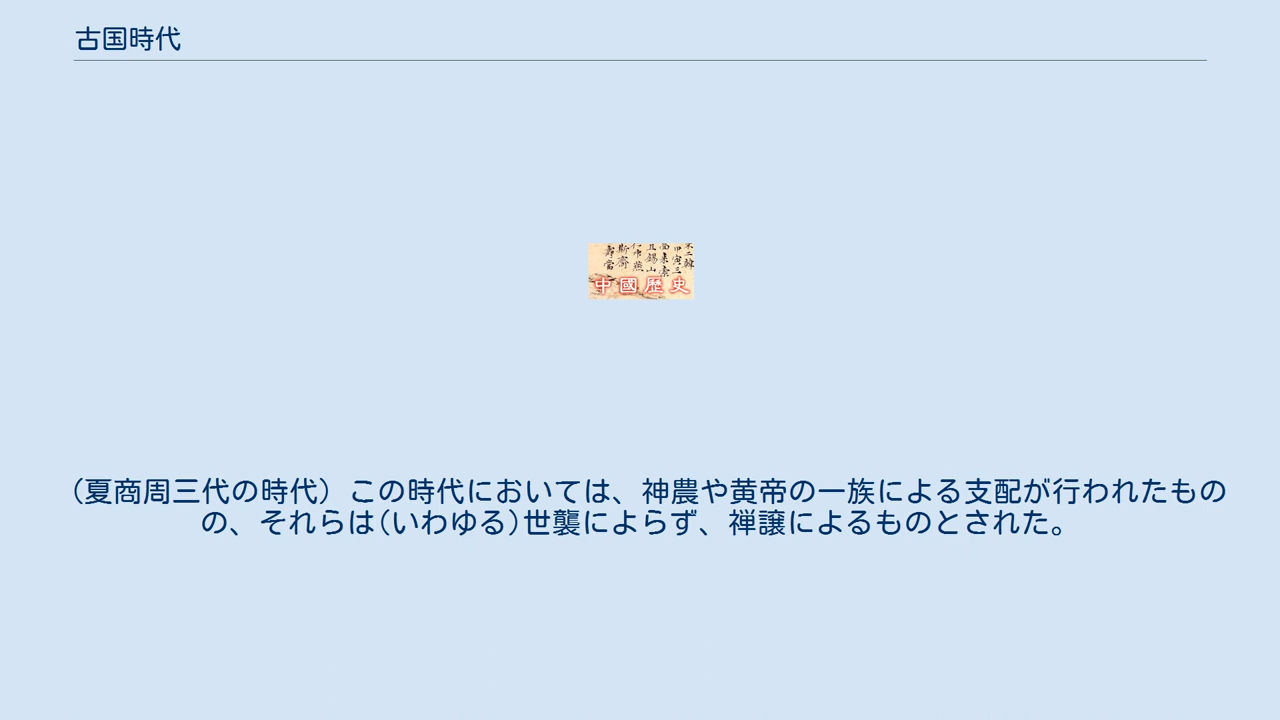 古国時代
中國歷史
（夏商周三代の時代）この時代においては、神農や黄帝の一族による支配が行われたもの
の、それらは（いわゆる）世襲によらず、禅譲によるものとされた。